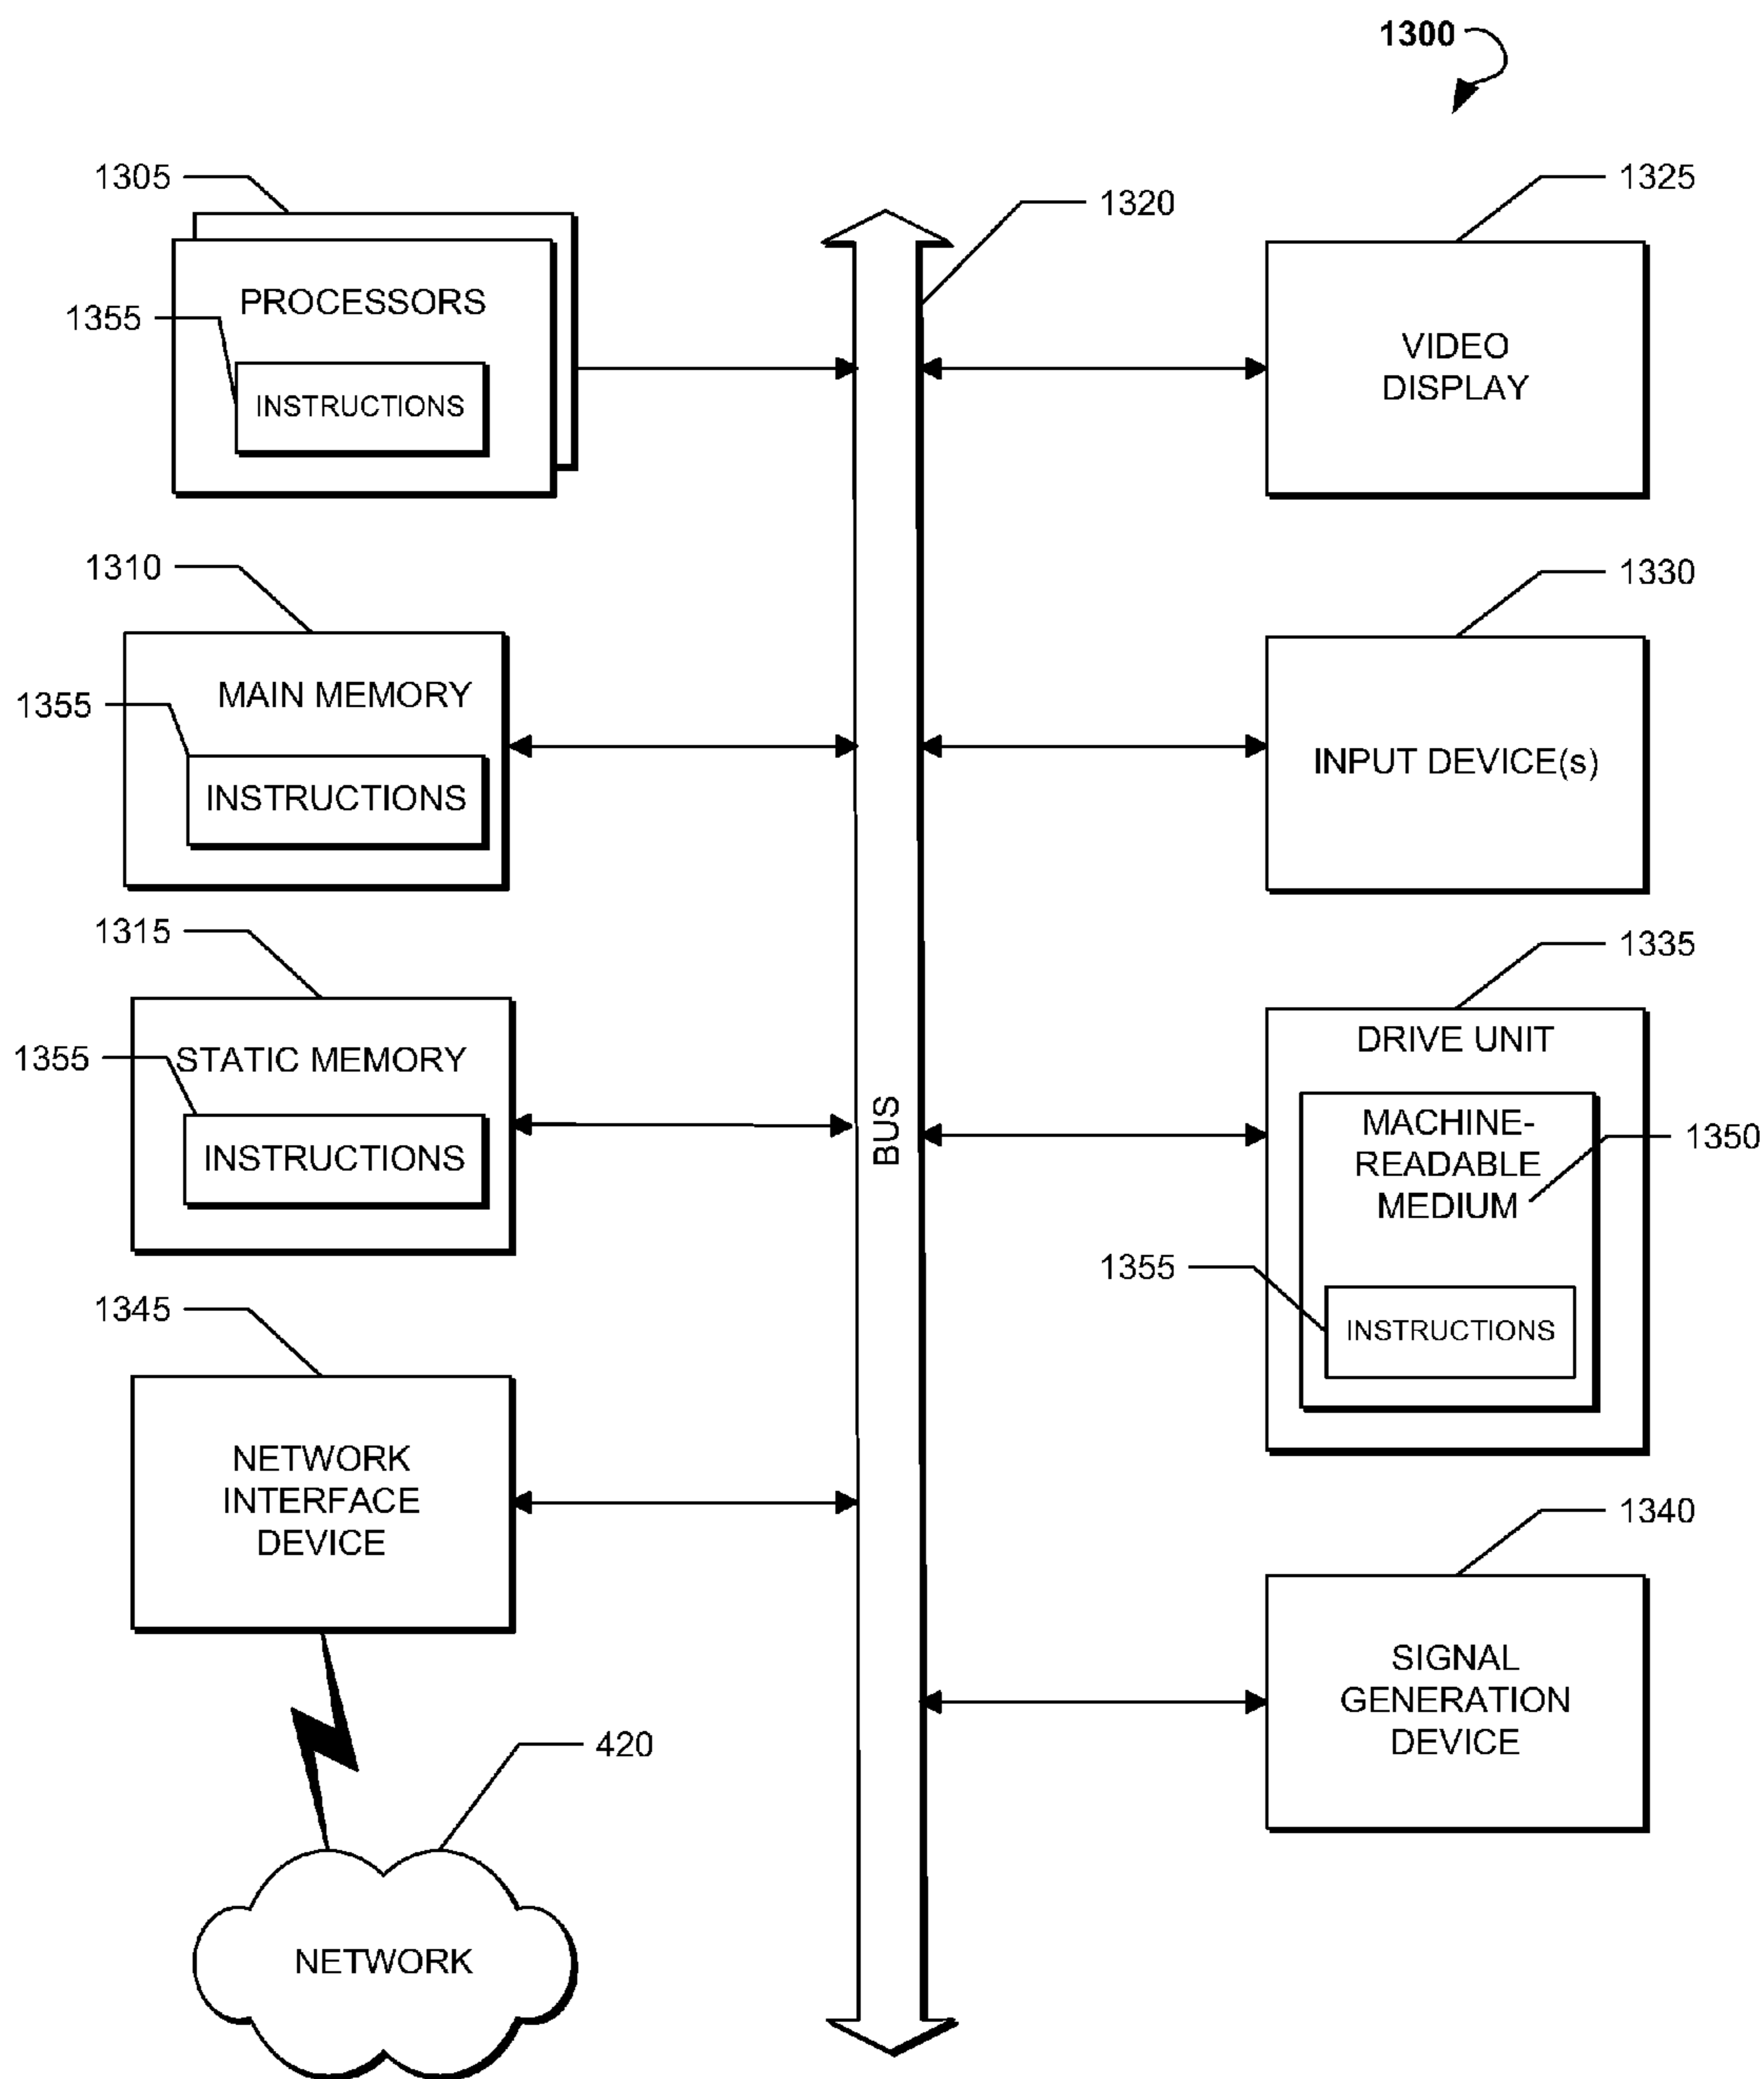 1300
1305
PROCESSORS
1355
INSTRUCTIONS
1310
MAIN MEMORY
1355
INSTRUCTIONS
1315
STATIC MEMORY
1355
INSTRUCTIONS
1345
NETWORK
INTERFACE
DEVICE
420
NETWORK
1320
BUS
1325
VIDEO
DISPLAY
1330
INPUT DEVICE(s)
1335
DRIVE UNIT
MACHINE-
READABLE
MEDIUM
1350
1355
INSTRUCTIONS
1340
SIGNAL
GENERATION
DEVICE